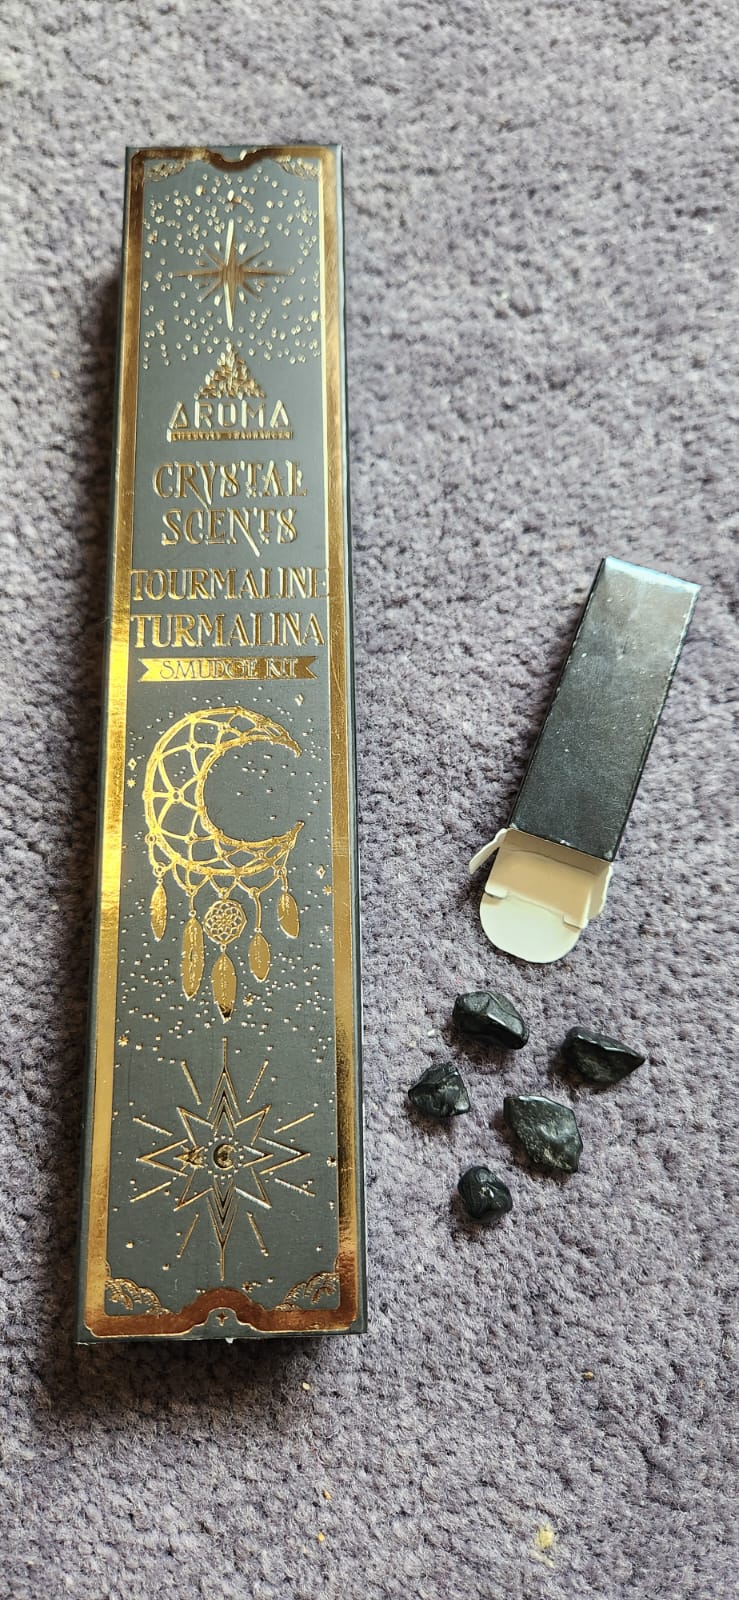 AROMA
CRYSTAL
SCENTS
TOURMALINE
TURMALINA
SMUDGE KIT